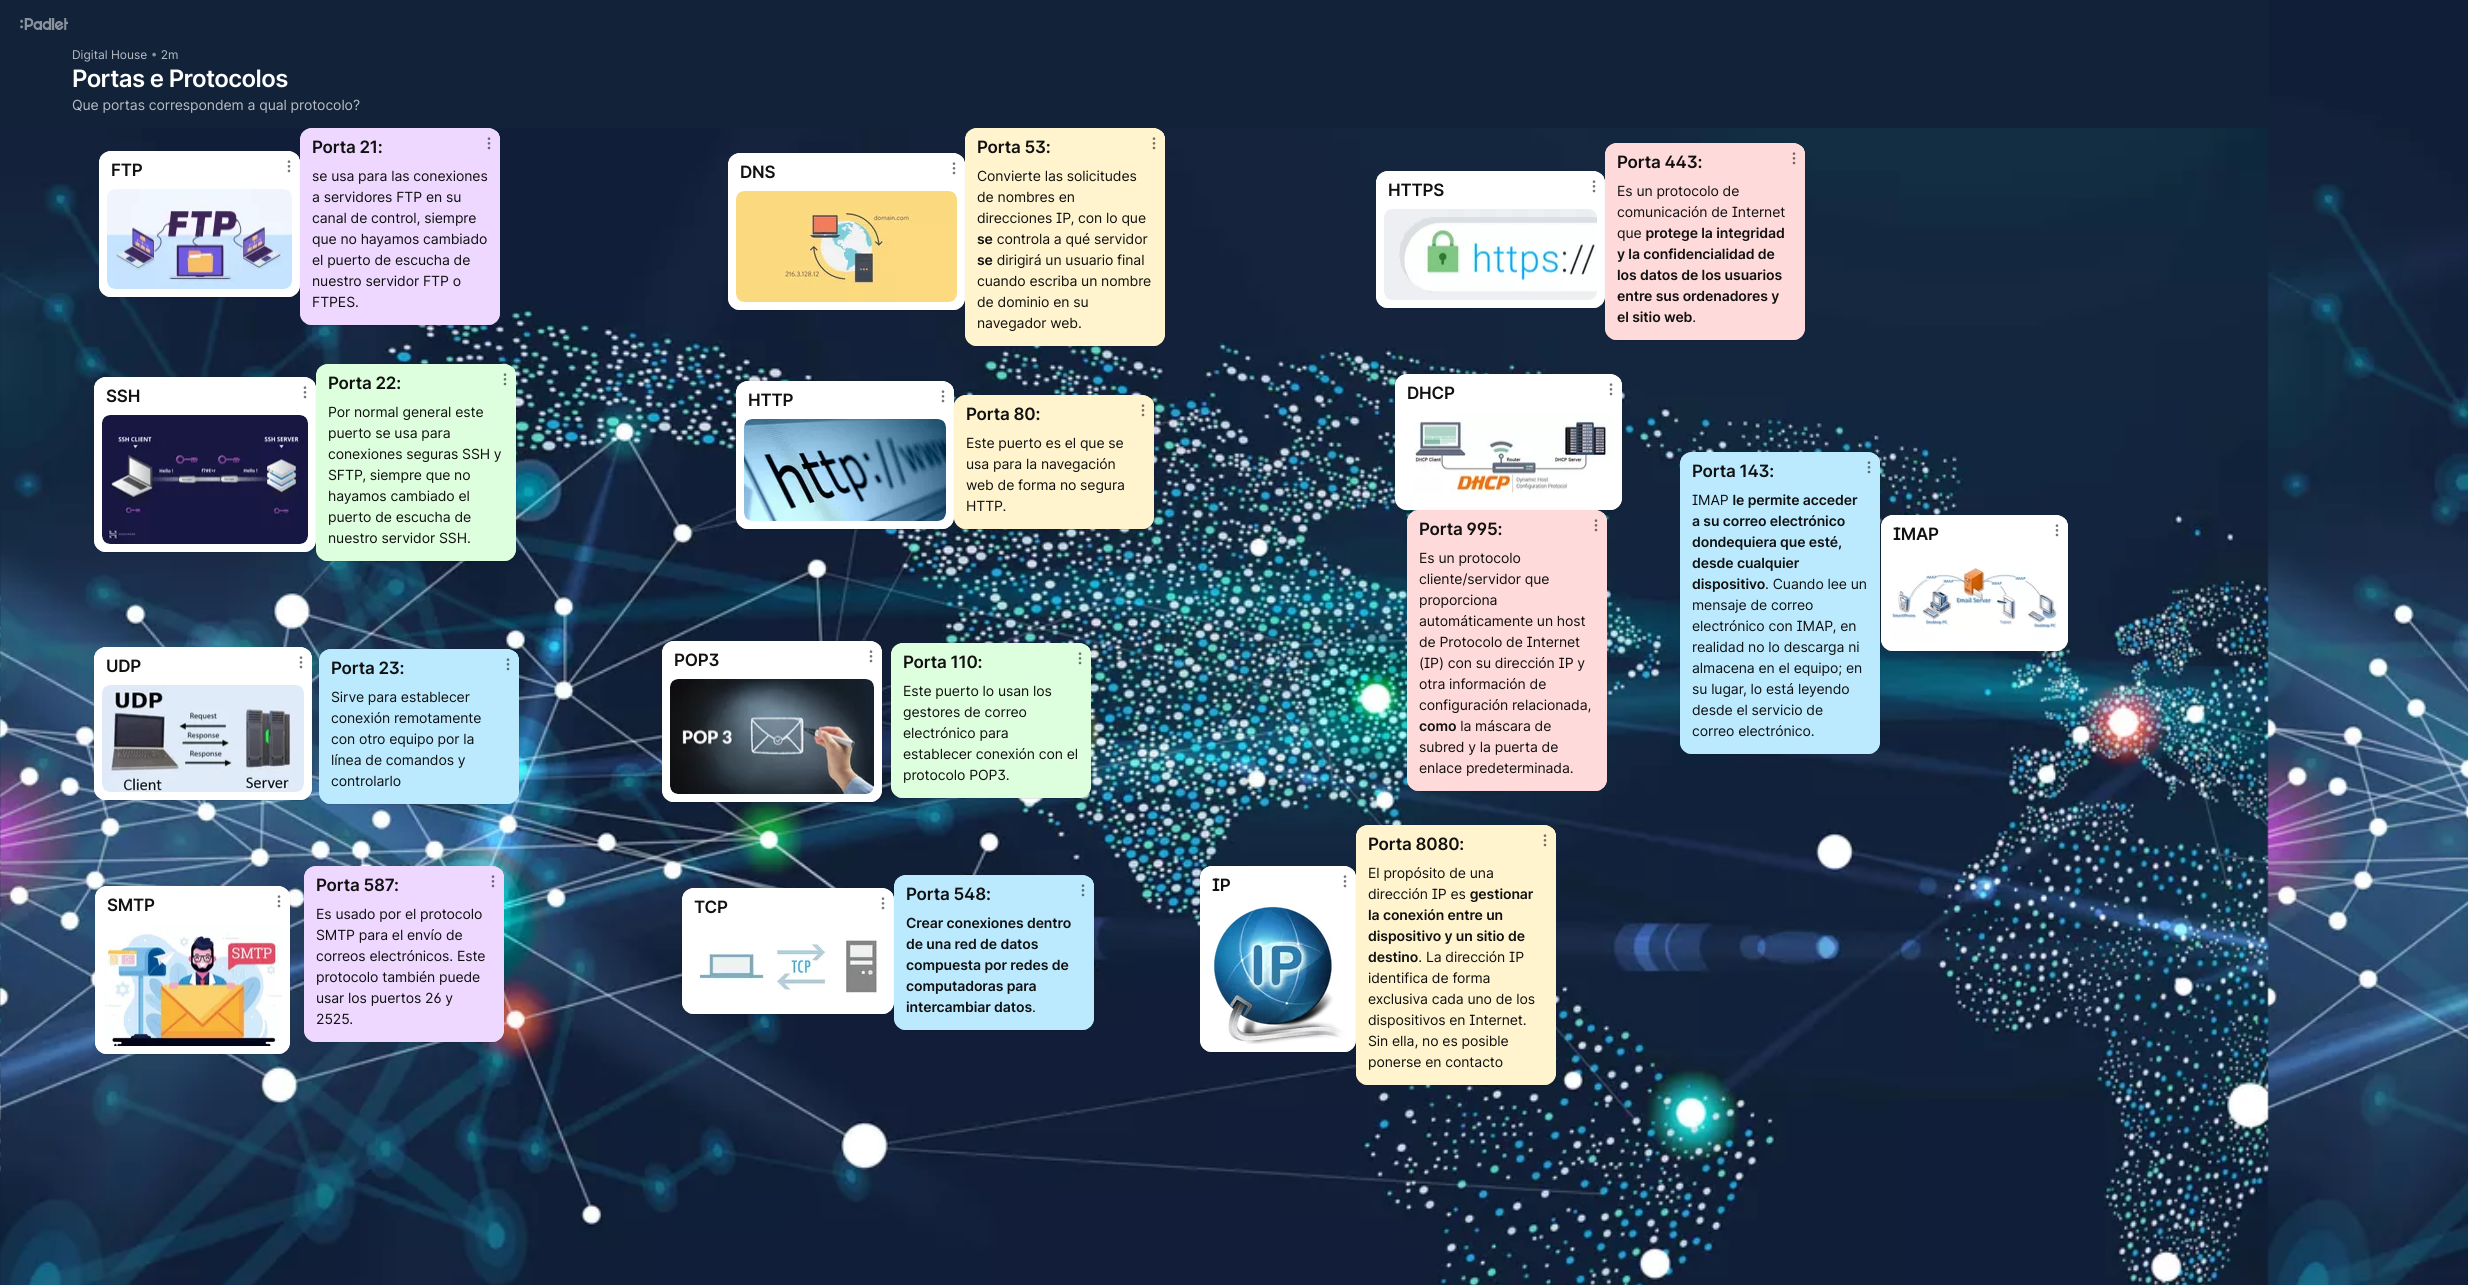 :Padlet
Digital House • 2m
Portas e Protocolos
Que portas correspondem a qual protocolo?
FTP
FTP
Porta 21:
se usa para las conexiones
a servidores FTP en su
canal de control, siempre
que no hayamos cambiado
el puerto de escucha de
nuestro servidor FTP o
FTPES.
DNS
domain.com
216.3.128.12
Porta 53:
Convierte las solicitudes
de nombres en
direcciones IP, con lo que
se controla a qué servidor
se dirigirá un usuario final
cuando escriba un nombre
de dominio en su
navegador web.
HTTPS
https://
Porta 443:
Es un protocolo de
comunicación de Internet
que protege la integridad
y la confidencialidad de
los datos de los usuarios
entre sus ordenadores y
el sitio web.
SSH
SSH CLIENT
SSH SERVER
Hello !
Hello !
Porta 22:
Por normal general este
puerto se usa para
conexiones seguras SSH y
SFTP, siempre que no
hayamos cambiado el
puerto de escucha de
nuestro servidor SSH.
HTTP
http://www
Porta 80:
Este puerto es el que se
usa para la navegación
web de forma no segura
HTTP.
DHCP
DHCP Client
Router
DHCP Server
DHCP
Dynamic Host
Configuration Protocol
Porta 995:
Es un protocolo
cliente/servidor que
proporciona
automáticamente un host
de Protocolo de Internet
(IP) con su dirección IP y
otra información de
configuración relacionada,
como la máscara de
subred y la puerta de
enlace predeterminada.
Porta 143:
IMAP le permite acceder
a su correo electrónico
dondequiera que esté,
desde cualquier
dispositivo. Cuando lee un
mensaje de correo
electrónico con IMAP, en
realidad no lo descarga ni
almacena en el equipo; en
su lugar, lo está leyendo
desde el servicio de
correo electrónico.
IMAP
IMAP
IMAP
IMAP
IMAP
Email Server
Smartphone
Desktop PC
Tablet
Desktop PC
UDP
UDP
Request
Response
Response
Client
Server
Porta 23:
Sirve para establecer
conexión remotamente
con otro equipo por la
línea de comandos y
controlarlo
POP3
POP 3
Porta 110:
Este puerto lo usan los
gestores de correo
electrónico para
establecer conexión con el
protocolo POP3.
SMTP
SMTP
Porta 587:
Es usado por el protocolo
SMTP para el envío de
correos electrónicos. Este
protocolo también puede
usar los puertos 26 y
2525.
TCP
TCP
Porta 548:
Crear conexiones dentro
de una red de datos
compuesta por redes de
computadoras para
intercambiar datos.
IP
IP
Porta 8080:
El propósito de una
dirección IP es gestionar
la conexión entre un
dispositivo y un sitio de
destino. La dirección IP
identifica de forma
exclusiva cada uno de los
dispositivos en Internet.
Sin ella, no es posible
ponerse en contacto